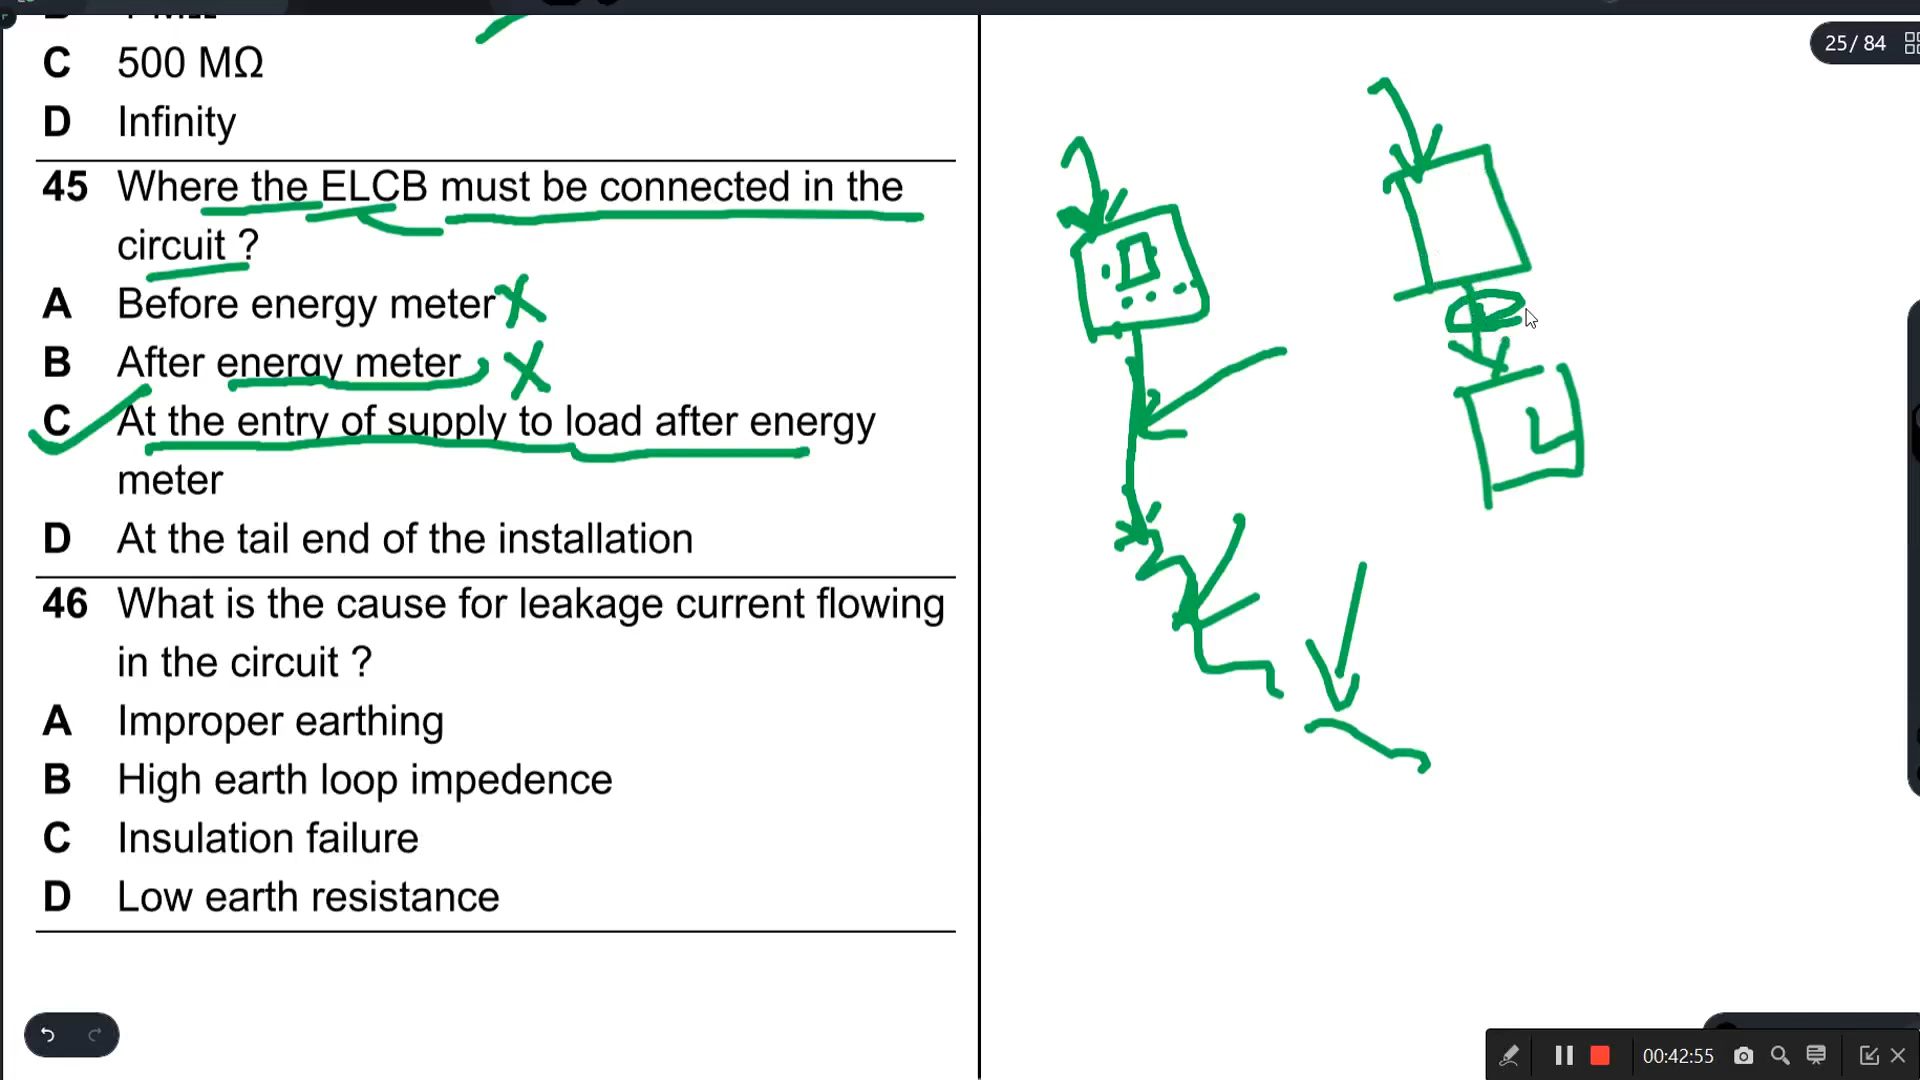 25/ 84
C 500 MΩ
D Infinity
45 Where the ELCB must be connected in the
circuit ?
A Before energy meter
B After energy meter
C At the entry of supply to load after energy
meter
D At the tail end of the installation
46 What is the cause for leakage current flowing
in the circuit ?
A Improper earthing
B High earth loop impedence
C Insulation failure
D Low earth resistance
L
00:42:55